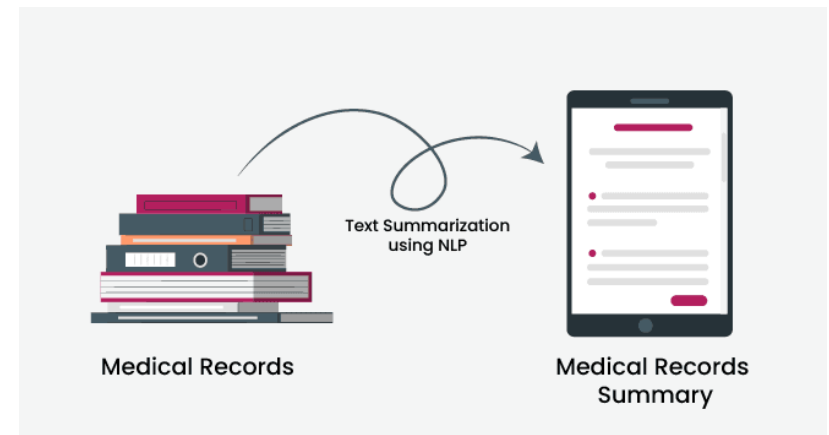 Text Summarization
using NLP
Medical Records
Medical Records
Summary